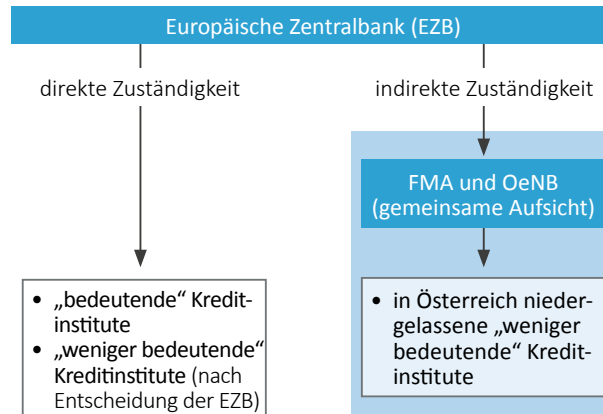 Europäische Zentralbank (EZB)
direkte Zuständigkeit
indirekte Zuständigkeit
FMA und OeNB
(gemeinsame Aufsicht)
• „bedeutende“ Kredit-
institute
• „weniger bedeutende“
Kreditinstitute (nach
Entscheidung der EZB)
• in Österreich nieder-
gelassene „weniger
bedeutende“ Kredit-
institute